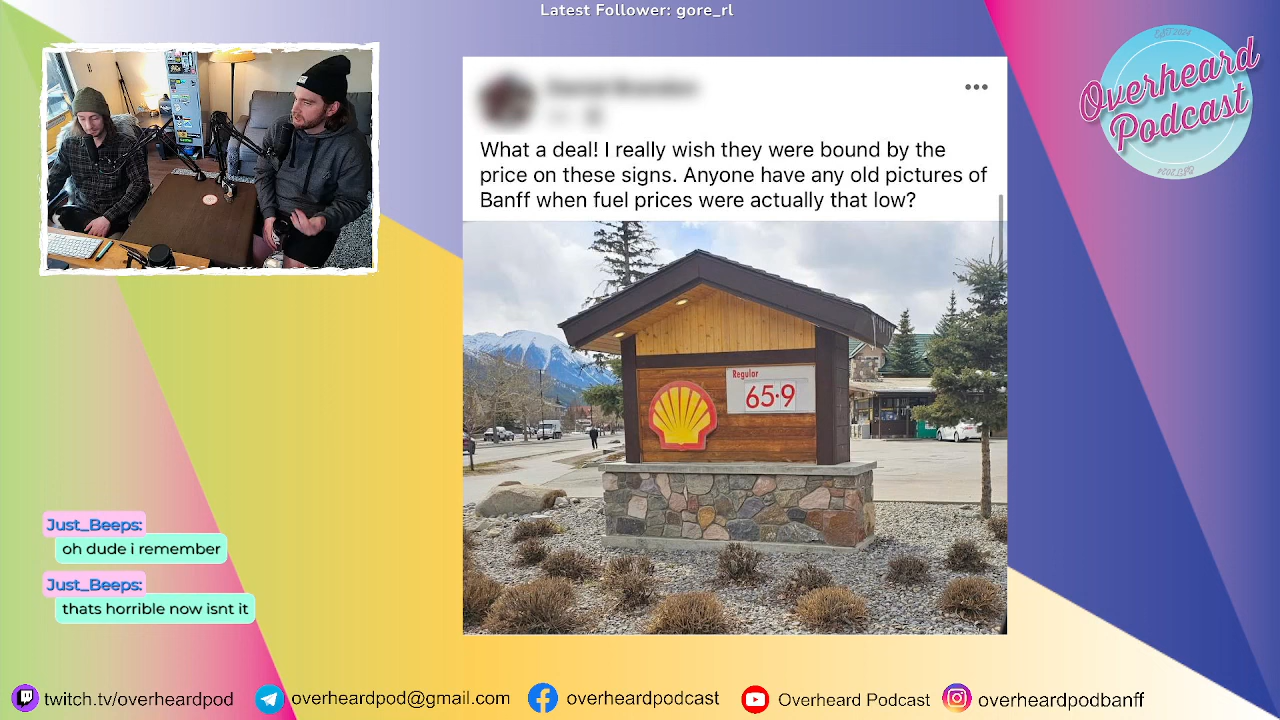 Latest Follower: gore_rl
What a deal! I really wish they were bound by the
price on these signs. Anyone have any old pictures of
Banff when fuel prices were actually that low?
Regular
65.9
Overheard
Podcast
Just_Beeps:
oh dude i remember
Just_Beeps:
thats horrible now isnt it
twitch.tv/overheardpod
overheardpod@gmail.com
overheardpodcast
Overheard Podcast
overheardpodbanff